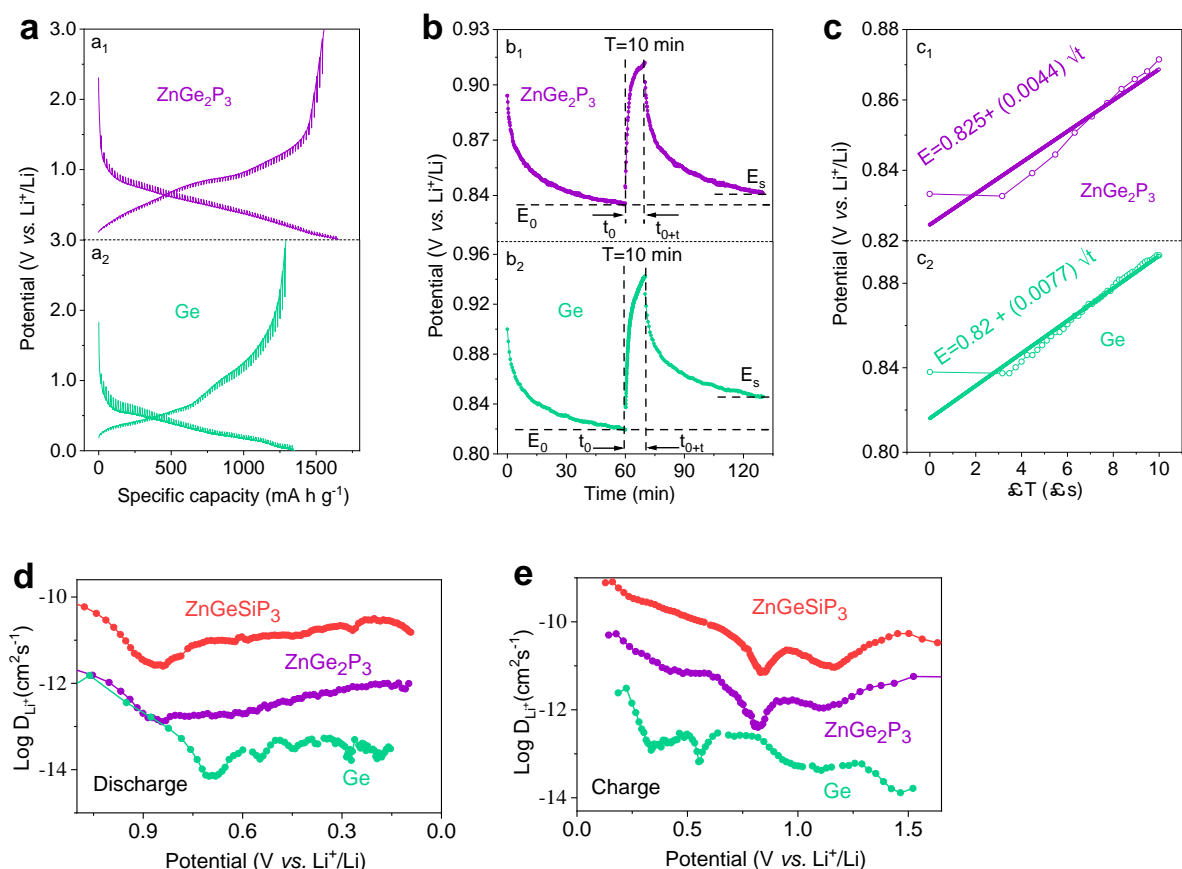 a
a1
ZnGe2P3
3.0
2.0
1.0
3.0
a2
Ge
2.0
1.0
0.0
0 500 1000 1500
Potential (V vs. Li+/Li)
Specific capacity (mA h g-1)
b
b1
T=10 min
ZnGe2P3
0.93
0.90
0.87
0.84
Es
E0
t0
t0+t
0.96
b2
T=10 min
Ge
0.92
0.88
0.84
0.80
Es
E0
t0
t0+t
0 30 60 90 120
Time (min)
Potential (V vs. Li+/Li)
c
c1
E=0.825+ (0.0044) √t
ZnGe2P3
0.88
0.86
0.84
0.82
c2
E=0.82 + (0.0077) √t
Ge
0.88
0.84
0.80
0 2 4 6 8 10
£T (£s)
Potential (V vs. Li+/Li)
d
ZnGeSiP3
ZnGe2P3
Ge
Discharge
-10
-12
-14
0.9 0.6 0.3 0.0
Log DLi+(cm2s-1)
Potential (V vs. Li+/Li)
e
ZnGeSiP3
ZnGe2P3
Ge
Charge
-10
-12
-14
0.0 0.5 1.0 1.5
Log DLi+(cm2s-1)
Potential (V vs. Li+/Li)